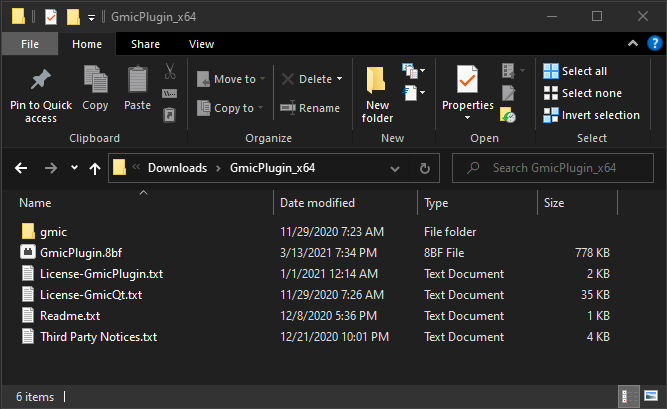 GmicPlugin_x64
File Home Share View
Pin to Quick access
Copy
Paste
Clipboard
Move to
Copy to
Delete
Rename
Organize
New folder
New
Properties
Open
Select all
Select none
Invert selection
Select
Downloads GmicPlugin_x64
Search GmicPlugin_x64
Name Date modified Type Size
gmic 11/29/2020 7:23 AM File folder
GmicPlugin.8bf 3/13/2021 7:34 PM 8BF File 778 KB
License-GmicPlugin.txt 1/1/2021 12:14 AM Text Document 2 KB
License-GmicQt.txt 11/29/2020 7:26 AM Text Document 35 KB
Readme.txt 12/8/2020 5:36 PM Text Document 1 KB
Third Party Notices.txt 12/21/2020 10:01 PM Text Document 4 KB
6 items